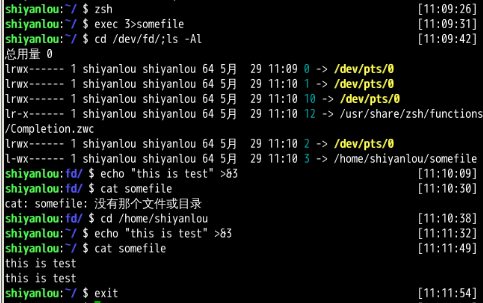 shiyanlou:~/ $ zsh [11:09:26]
shiyanlou:~/ $ exec 3>somefile [11:09:31]
shiyanlou:~/ $ cd /dev/fd/;ls -Al [11:09:42]
总用量 0
lrwx------ 1 shiyanlou shiyanlou 64 5月 29 11:09 0 -> /dev/pts/0
lrwx------ 1 shiyanlou shiyanlou 64 5月 29 11:10 1 -> /dev/pts/0
lrwx------ 1 shiyanlou shiyanlou 64 5月 29 11:10 10 -> /dev/pts/0
lr-x------ 1 shiyanlou shiyanlou 64 5月 29 11:10 12 -> /usr/share/zsh/functions
/Completion.zwc
lrwx------ 1 shiyanlou shiyanlou 64 5月 29 11:10 2 -> /dev/pts/0
l-wx------ 1 shiyanlou shiyanlou 64 5月 29 11:10 3 -> /home/shiyanlou/somefile
shiyanlou:fd/ $ echo "this is test" >&3 [11:10:09]
shiyanlou:fd/ $ cat somefile [11:10:30]
cat: somefile: 没有那个文件或目录
shiyanlou:fd/ $ cd /home/shiyanlou [11:10:38]
shiyanlou:~/ $ echo "this is test" >&3 [11:11:32]
shiyanlou:~/ $ cat somefile [11:11:49]
this is test
this is test
shiyanlou:~/ $ exit [11:11:54]